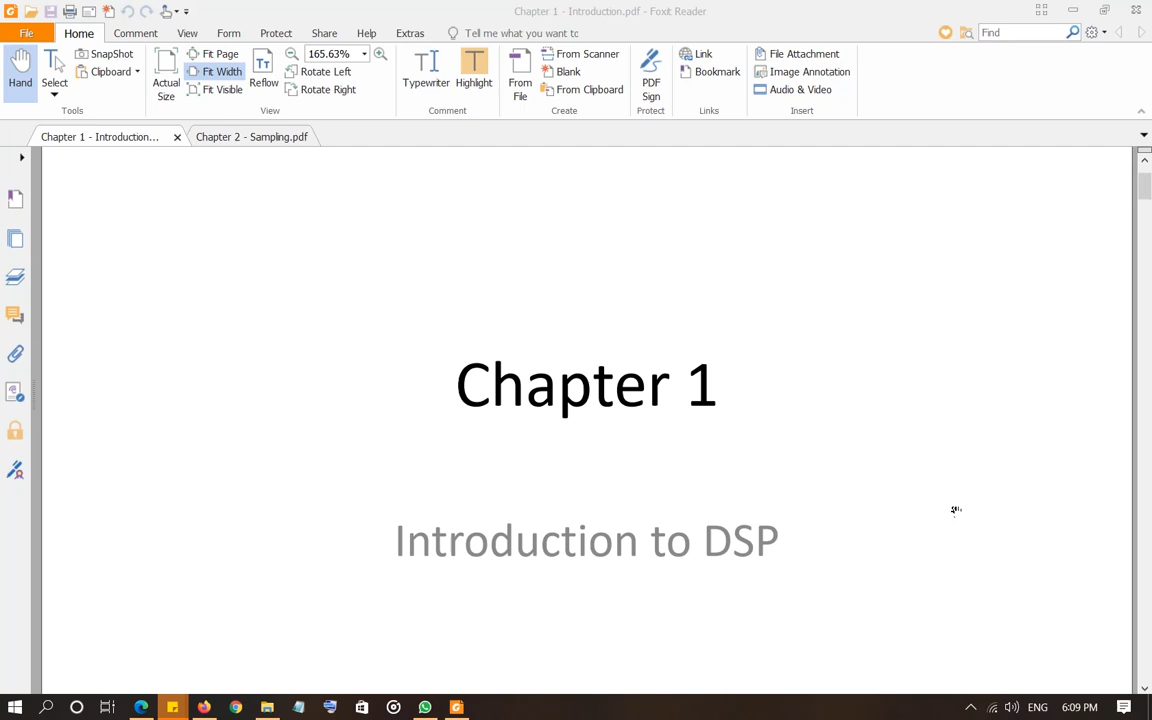 Chapter 1 - Introduction.pdf - Foxit Reader
File Home Comment View Form Protect Share Help Extras Tell me what you want to Find
Hand
Select
SnapShot
Clipboard
Actual Size
Fit Page
Fit Width
Fit Visible
Reflow
165.63%
Rotate Left
Rotate Right
Typewriter
Highlight
From File
From Scanner
Blank
From Clipboard
PDF Sign
Link
Bookmark
File Attachment
Image Annotation
Audio & Video
Tools View Comment Create Protect Links Insert
Chapter 1 - Introduction... Chapter 2 - Sampling.pdf
Chapter 1
Introduction to DSP
ENG 6:09 PM